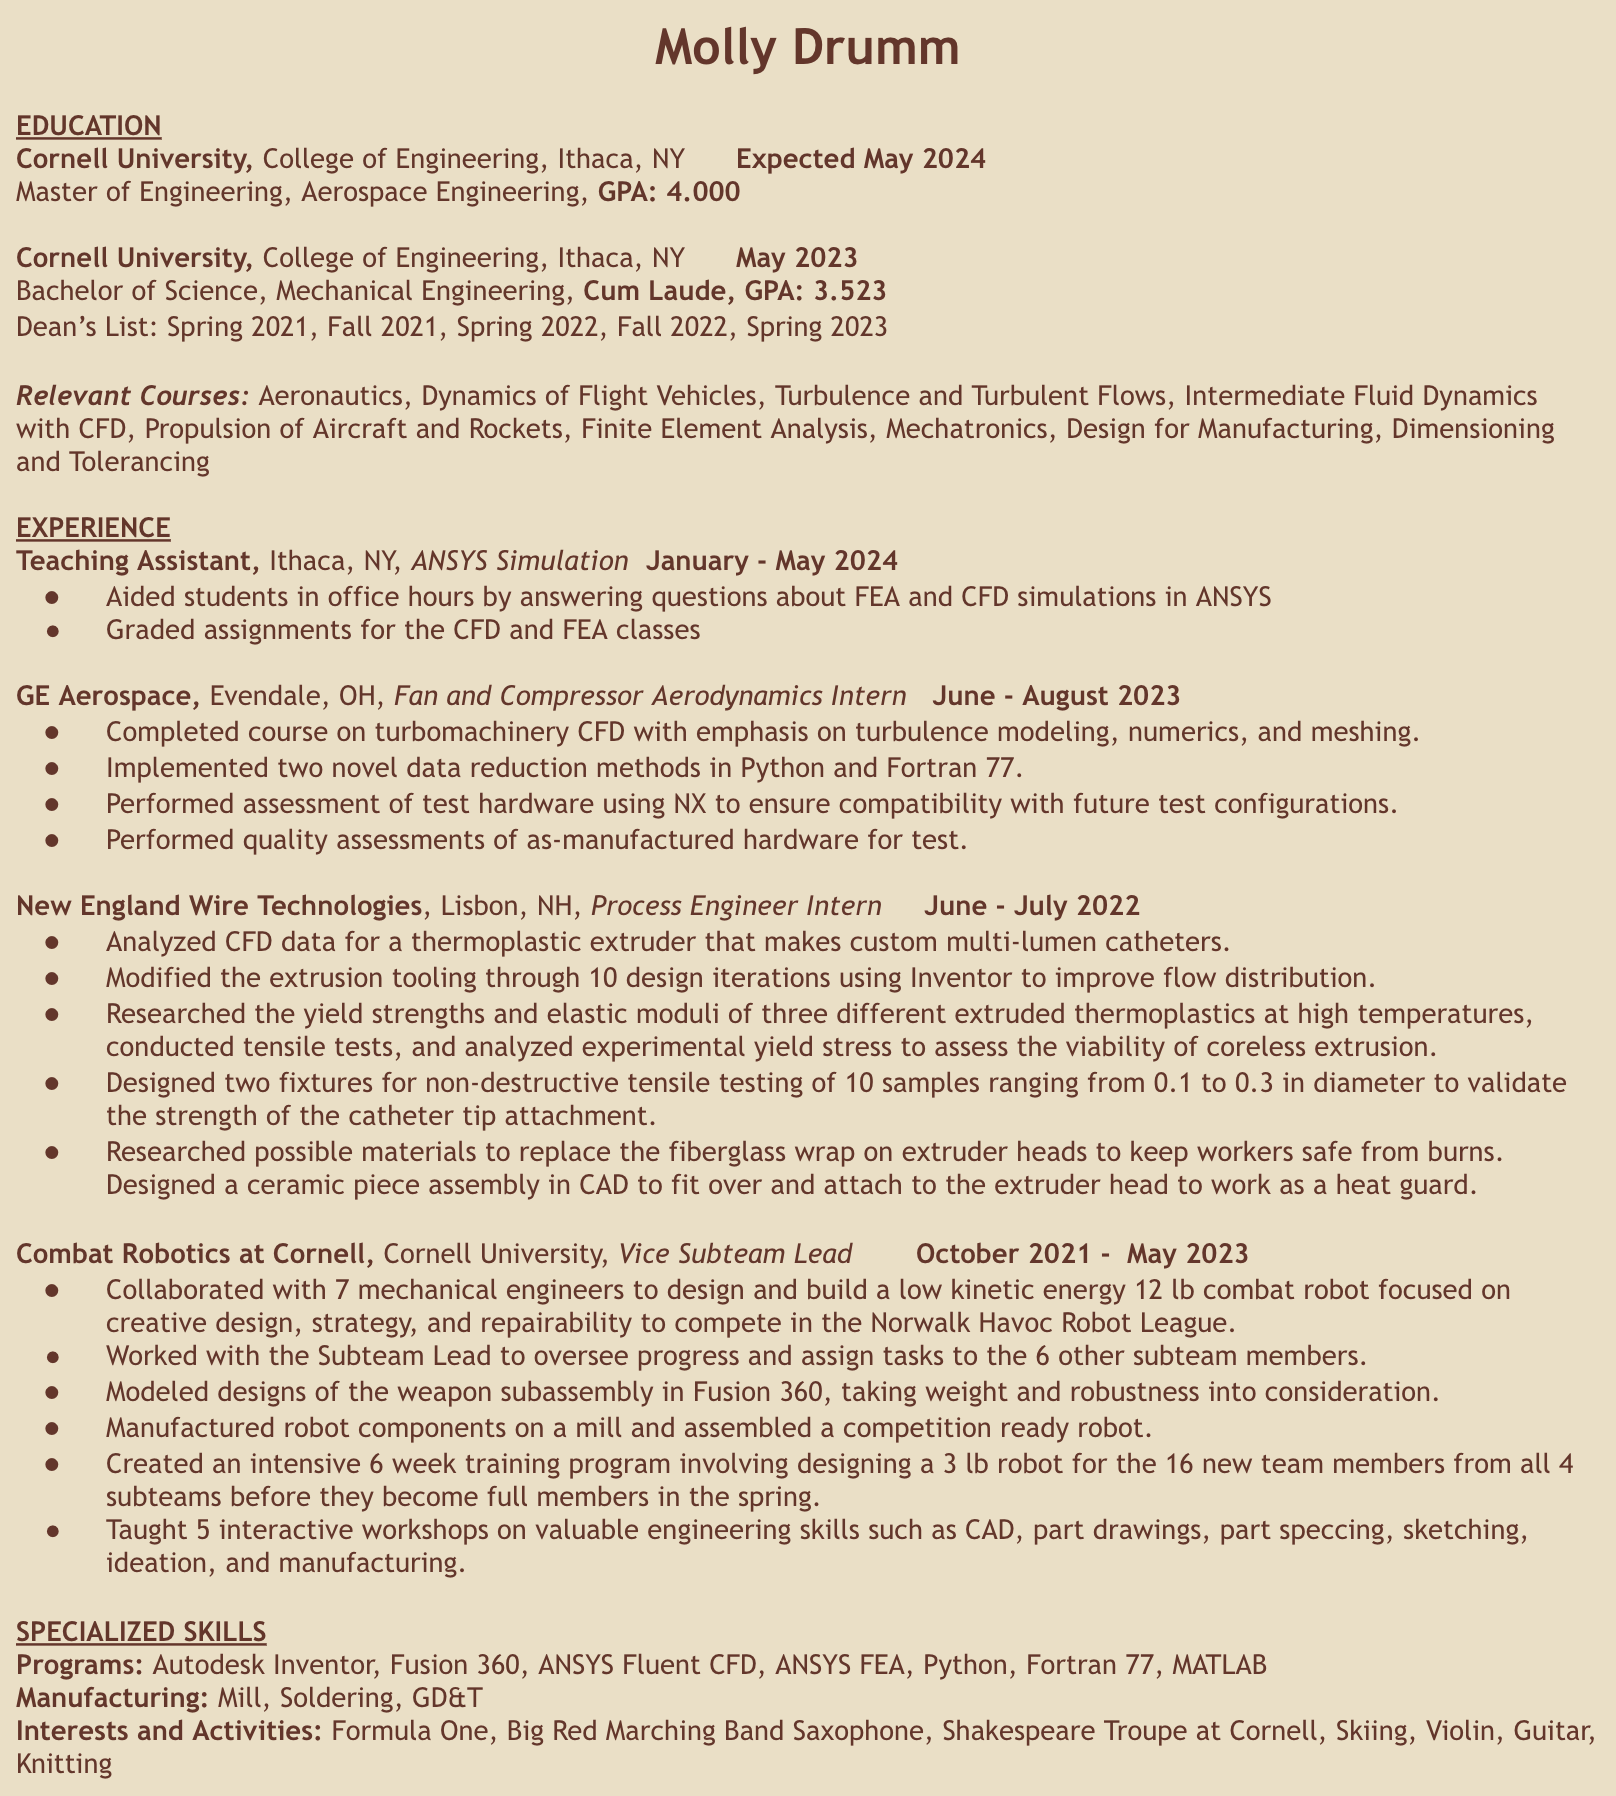 Molly Drumm
EDUCATION
Cornell University, College of Engineering, Ithaca, NY Expected May 2024
Master of Engineering, Aerospace Engineering, GPA: 4.000
Cornell University, College of Engineering, Ithaca, NY May 2023
Bachelor of Science, Mechanical Engineering, Cum Laude, GPA: 3.523
Dean’s List: Spring 2021, Fall 2021, Spring 2022, Fall 2022, Spring 2023
Relevant Courses: Aeronautics, Dynamics of Flight Vehicles, Turbulence and Turbulent Flows, Intermediate Fluid Dynamics
with CFD, Propulsion of Aircraft and Rockets, Finite Element Analysis, Mechatronics, Design for Manufacturing, Dimensioning
and Tolerancing
EXPERIENCE
Teaching Assistant, Ithaca, NY, ANSYS Simulation January - May 2024
● Aided students in office hours by answering questions about FEA and CFD simulations in ANSYS
● Graded assignments for the CFD and FEA classes
GE Aerospace, Evendale, OH, Fan and Compressor Aerodynamics Intern June - August 2023
● Completed course on turbomachinery CFD with emphasis on turbulence modeling, numerics, and meshing.
● Implemented two novel data reduction methods in Python and Fortran 77.
● Performed assessment of test hardware using NX to ensure compatibility with future test configurations.
● Performed quality assessments of as-manufactured hardware for test.
New England Wire Technologies, Lisbon, NH, Process Engineer Intern June - July 2022
● Analyzed CFD data for a thermoplastic extruder that makes custom multi-lumen catheters.
● Modified the extrusion tooling through 10 design iterations using Inventor to improve flow distribution.
● Researched the yield strengths and elastic moduli of three different extruded thermoplastics at high temperatures,
conducted tensile tests, and analyzed experimental yield stress to assess the viability of coreless extrusion.
● Designed two fixtures for non-destructive tensile testing of 10 samples ranging from 0.1 to 0.3 in diameter to validate
the strength of the catheter tip attachment.
● Researched possible materials to replace the fiberglass wrap on extruder heads to keep workers safe from burns.
Designed a ceramic piece assembly in CAD to fit over and attach to the extruder head to work as a heat guard.
Combat Robotics at Cornell, Cornell University, Vice Subteam Lead October 2021 - May 2023
● Collaborated with 7 mechanical engineers to design and build a low kinetic energy 12 lb combat robot focused on
creative design, strategy, and repairability to compete in the Norwalk Havoc Robot League.
● Worked with the Subteam Lead to oversee progress and assign tasks to the 6 other subteam members.
● Modeled designs of the weapon subassembly in Fusion 360, taking weight and robustness into consideration.
● Manufactured robot components on a mill and assembled a competition ready robot.
● Created an intensive 6 week training program involving designing a 3 lb robot for the 16 new team members from all 4
subteams before they become full members in the spring.
● Taught 5 interactive workshops on valuable engineering skills such as CAD, part drawings, part speccing, sketching,
ideation, and manufacturing.
SPECIALIZED SKILLS
Programs: Autodesk Inventor, Fusion 360, ANSYS Fluent CFD, ANSYS FEA, Python, Fortran 77, MATLAB
Manufacturing: Mill, Soldering, GD&T
Interests and Activities: Formula One, Big Red Marching Band Saxophone, Shakespeare Troupe at Cornell, Skiing, Violin, Guitar,
Knitting